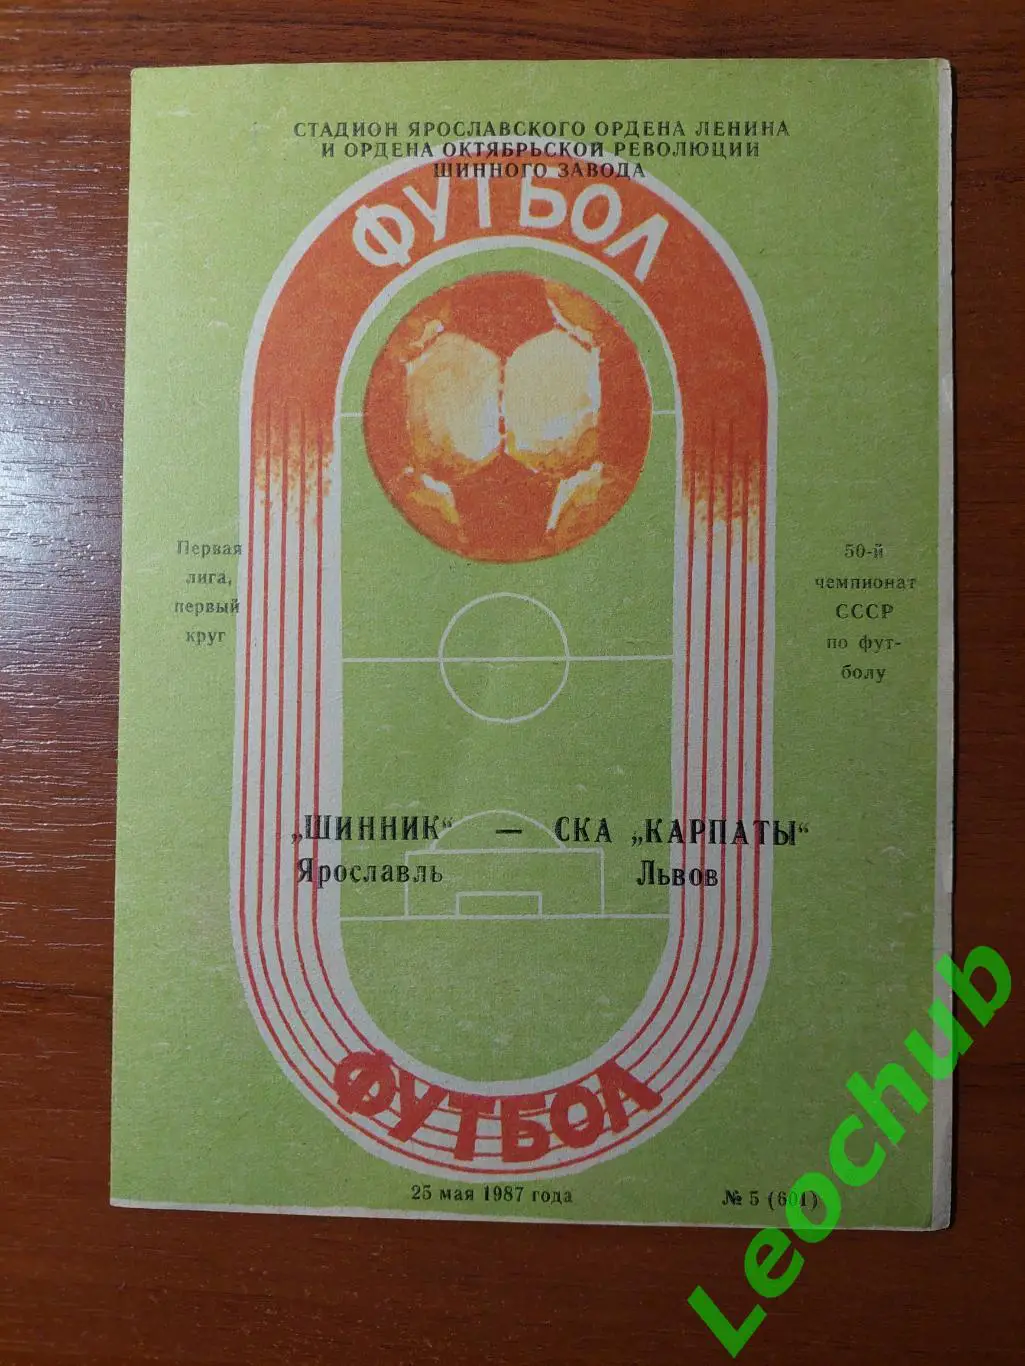 СТАДИОН ЯРОСЛАВСКОГО ОРДЕНА ЛЕНИНА
И ОРДЕНА ОКТЯБРЬСКОЙ РЕВОЛЮЦИИ
ШИННОГО ЗАВОДА
ФУТБОЛ
Первая
лига,
первый
круг
50-й
чемпионат
СССР
по фут-
болу
„ШИННИК“ — СКА „КАРПАТЫ“
Ярославль Львов
ФУТБОЛ
25 мая 1987 года № 5 (601)
Leochub